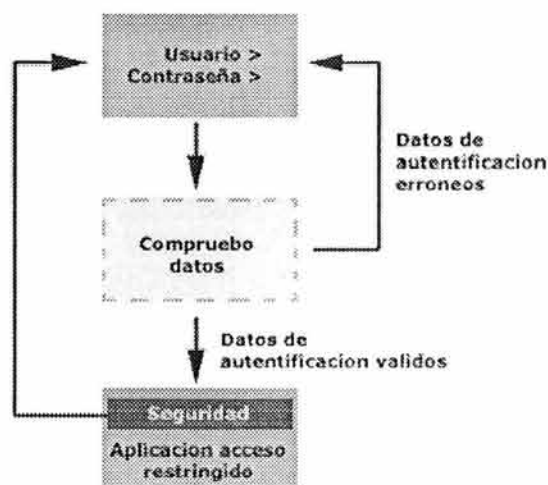 Usuario >
Contraseña >
Datos de
autentificacion
erroneos
Compruebo
datos
Datos de
autentificacion validos
Seguridad
Aplicacion acceso
restringido